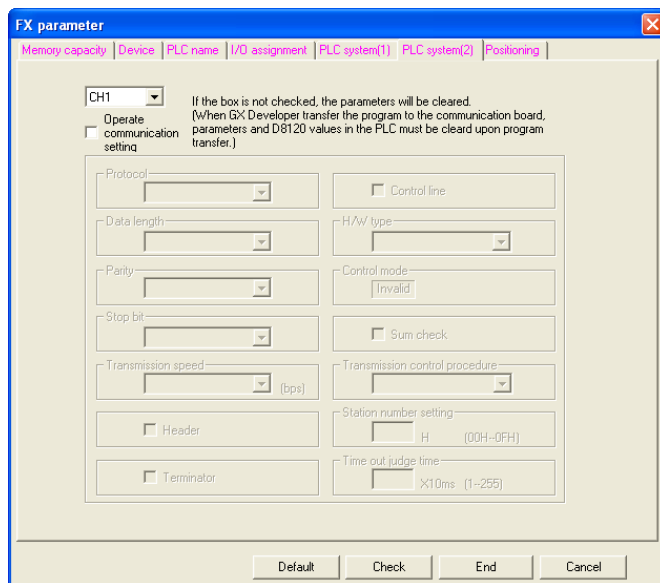 FX parameter
Memory capacity | Device | PLC name | I/O assignment | PLC system(1) | PLC system(2) | Positioning
CH1
If the box is not checked, the parameters will be cleared.
(When GX Developer transfer the program to the communication board,
parameters and D8120 values in the PLC must be cleard upon program
transfer.)
Operate
communication
setting
Protocol
Control line
Data length
H/W type
Parity
Control mode
Invalid
Stop bit
Sum check
Transmission speed
(bps)
Transmission control procedure
Header
Station number setting
H (00H--0FH)
Terminator
Time out judge time
X10ms (1--255)
Default
Check
End
Cancel